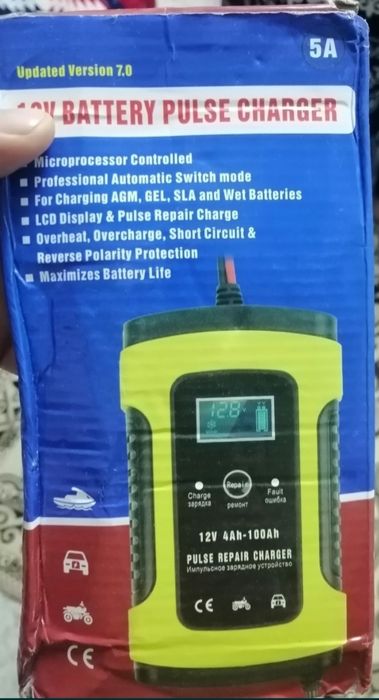 5A
Updated Version 7.0
V BATTERY PULSE CHARGER
Microprocessor Controlled
Professional Automatic Switch mode
For Charging AGM, GEL, SLA and Wet Batteries
LCD Display & Pulse Repair Charge
Overheat, Overcharge, Short Circuit &
Reverse Polarity Protection
Maximizes Battery Life
12.8 V
Charge
зарядка
Repair
ремонт
Fault
ошибка
12V 4Ah-100Ah
PULSE REPAIR CHARGER
Импульсное зарядное устройство
CE
CE